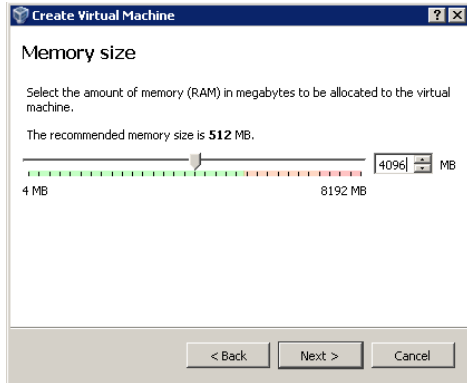 Create Virtual Machine
Memory size
Select the amount of memory (RAM) in megabytes to be allocated to the virtual
machine.
The recommended memory size is 512 MB.
4096 MB
4 MB 8192 MB
< Back Next > Cancel